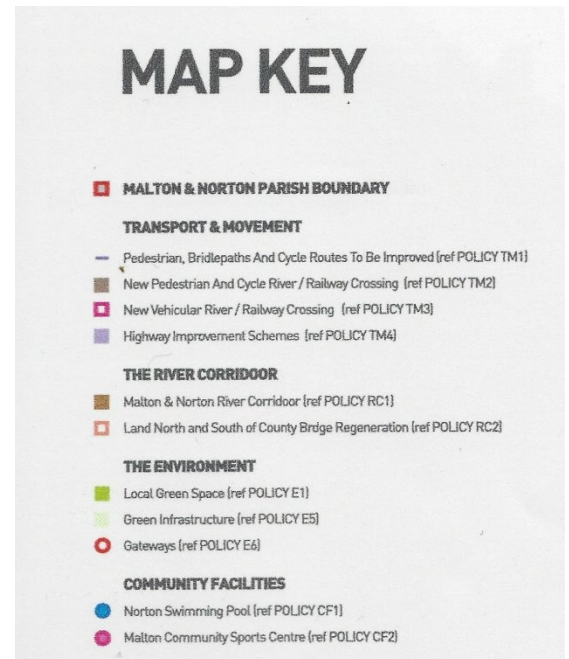 MAP KEY
MALTON & NORTON PARISH BOUNDARY
TRANSPORT & MOVEMENT
Pedestrian, Bridlepaths And Cycle Routes To Be Improved (ref POLICY TM1)
New Pedestrian And Cycle River / Railway Crossing (ref POLICY TM2)
New Vehicular River / Railway Crossing (ref POLICY TM3)
Highway Improvement Schemes (ref POLICY TM4)
THE RIVER CORRIDOOR
Malton & Norton River Corridoor (ref POLICY RC1)
Land North and South of County Brdge Regeneration (ref POLICY RC2)
THE ENVIRONMENT
Local Green Space (ref POLICY E1)
Green Infrastructure (ref POLICY E5)
Gateways (ref POLICY E6)
COMMUNITY FACILITIES
Norton Swimming Pool (ref POLICY CF1)
Malton Community Sports Centre (ref POLICY CF2)